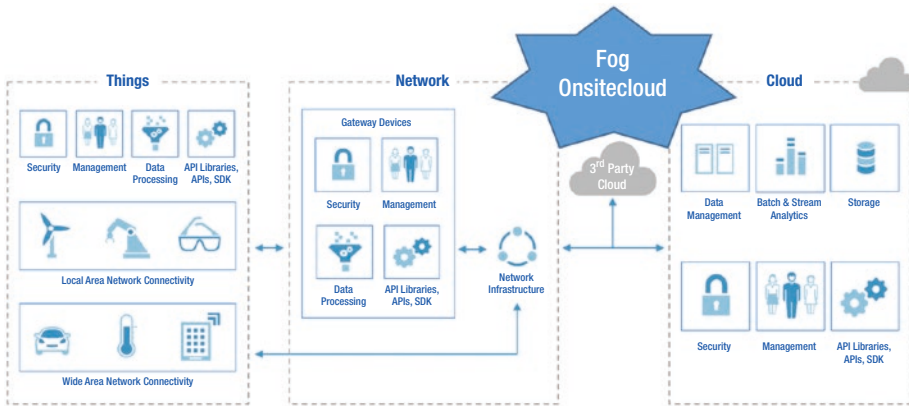 Things
Security
Management
Data
Processing
API Libraries,
APIs, SDK
Local Area Network Connectivity
Wide Area Network Connectivity
Network
Gateway Devices
Security
Management
Data
Processing
API Libraries,
APIs, SDK
Network
Infrastructure
Fog
Onsitecloud
3rd Party
Cloud
Cloud
Data
Management
Batch & Stream
Analytics
Storage
Security
Management
API Libraries,
APIs, SDK